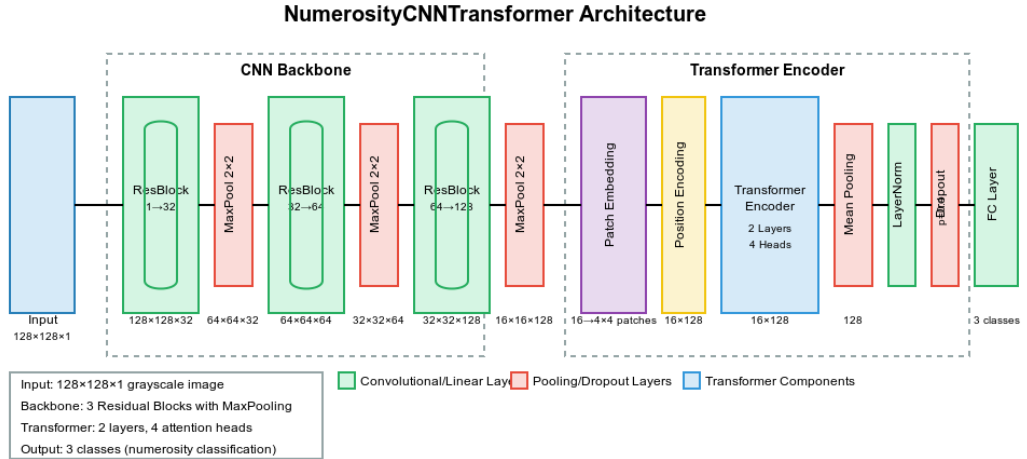 NumerosityCNNTransformer Architecture
CNN Backbone
Transformer Encoder
ResBlock
1→32
MaxPool 2×2
ResBlock
32→64
MaxPool 2×2
ResBlock
64→128
MaxPool 2×2
Patch Embedding
Position Encoding
Transformer
Encoder
2 Layers
4 Heads
Mean Pooling
LayerNorm
Dropout
FC Layer
Input
128×128×1
128×128×32
64×64×32
64×64×64
32×32×64
32×32×128
16×16×128
16→4×4 patches
16×128
16×128
128
3 classes
Input: 128×128×1 grayscale image
Backbone: 3 Residual Blocks with MaxPooling
Transformer: 2 layers, 4 attention heads
Output: 3 classes (numerosity classification)
Convolutional/Linear Laye
Pooling/Dropout Layers
Transformer Components